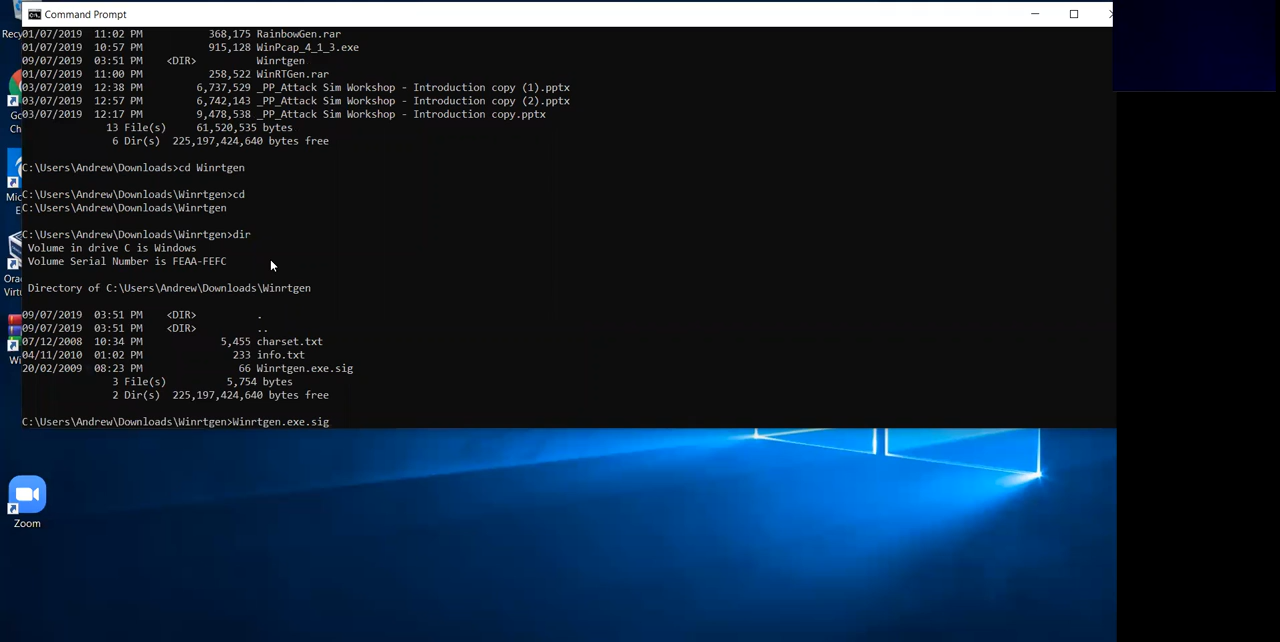 Command Prompt
Recy01/07/2019  11:02 PM           368,175 RainbowGen.rar
01/07/2019  10:57 PM           915,128 WinPcap_4_1_3.exe
09/07/2019  03:51 PM    <DIR>          Winrtgen
01/07/2019  11:00 PM           258,522 WinRTGen.rar
03/07/2019  12:38 PM         6,737,529 _PP_Attack Sim Workshop - Introduction copy (1).pptx
03/07/2019  12:57 PM         6,742,143 _PP_Attack Sim Workshop - Introduction copy (2).pptx
03/07/2019  12:17 PM         9,478,538 _PP_Attack Sim Workshop - Introduction copy.pptx
Go
Ch
13 File(s)     61,520,535 bytes
6 Dir(s)  225,197,424,640 bytes free
C:\Users\Andrew\Downloads>cd Winrtgen
C:\Users\Andrew\Downloads\Winrtgen>cd
Mic
C:\Users\Andrew\Downloads\Winrtgen
E
C:\Users\Andrew\Downloads\Winrtgen>dir
Volume in drive C is Windows
Volume Serial Number is FEAA-FEFC
Ora
Virtu
Directory of C:\Users\Andrew\Downloads\Winrtgen
09/07/2019  03:51 PM    <DIR>          .
09/07/2019  03:51 PM    <DIR>          ..
07/12/2008  10:34 PM             5,455 charset.txt
04/11/2010  01:02 PM               233 info.txt
Wi
20/02/2009  08:23 PM                66 Winrtgen.exe.sig
3 File(s)          5,754 bytes
2 Dir(s)  225,197,424,640 bytes free
C:\Users\Andrew\Downloads\Winrtgen>Winrtgen.exe.sig
Zoom